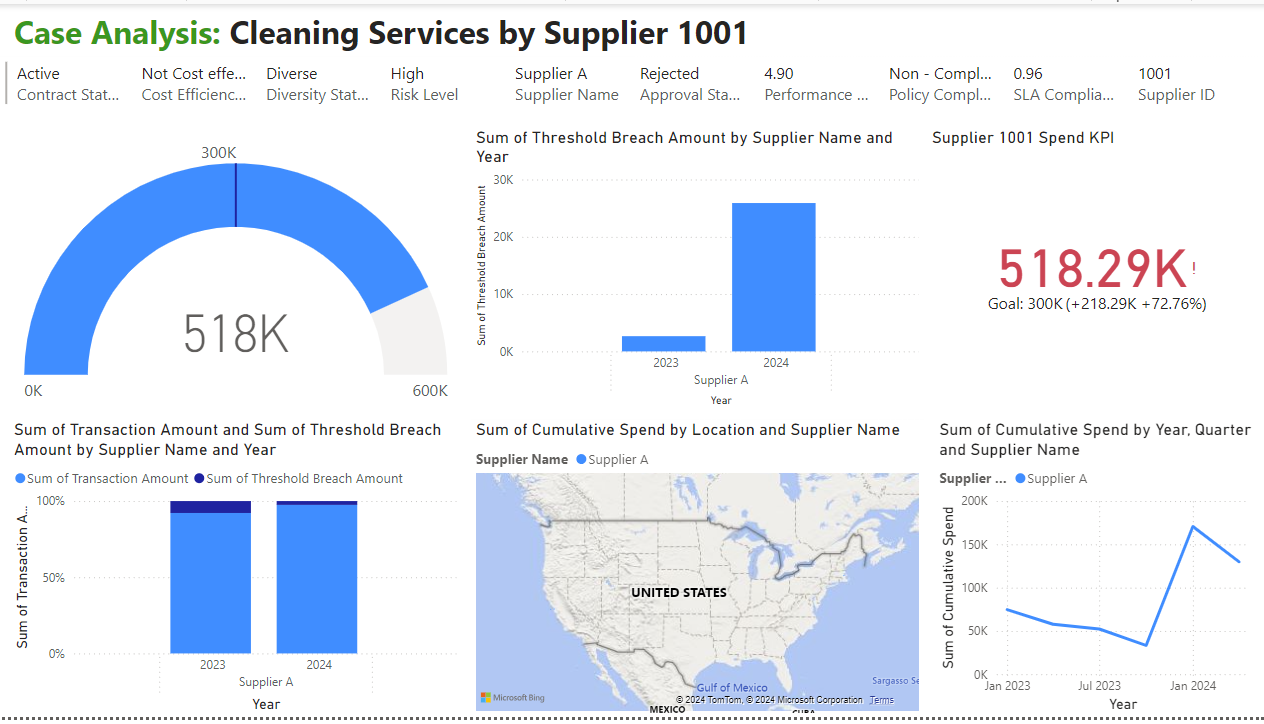 Case Analysis: Cleaning Services by Supplier 1001
Active
Contract Stat...
Not Cost effe...
Cost Efficienc...
Diverse
Diversity Stat...
High
Risk Level
Supplier A
Supplier Name
Rejected
Approval Sta...
4.90
Performance ...
Non - Compl...
Policy Compl...
0.96
SLA Complia...
1001
Supplier ID
300K
518K
0K
600K
Sum of Threshold Breach Amount by Supplier Name and
Year
Sum of Threshold Breach Amount
30K
20K
10K
0K
2023
2024
Supplier A
Year
Supplier 1001 Spend KPI
518.29K!
Goal: 300K (+218.29K +72.76%)
Sum of Transaction Amount and Sum of Threshold Breach
Amount by Supplier Name and Year
Sum of Transaction Amount
Sum of Threshold Breach Amount
Sum of Transaction A...
100%
50%
0%
2023
2024
Supplier A
Year
Sum of Cumulative Spend by Location and Supplier Name
Supplier Name
Supplier A
UNITED STATES
Gulf of Mexico
Sargasso Se
MEXICO
CUBA
Microsoft Bing
© 2024 TomTom, © 2024 Microsoft Corporation Terms
Sum of Cumulative Spend by Year, Quarter
and Supplier Name
Supplier ...
Supplier A
Sum of Cumulative Spend
200K
150K
100K
50K
0K
Jan 2023
Jul 2023
Jan 2024
Year